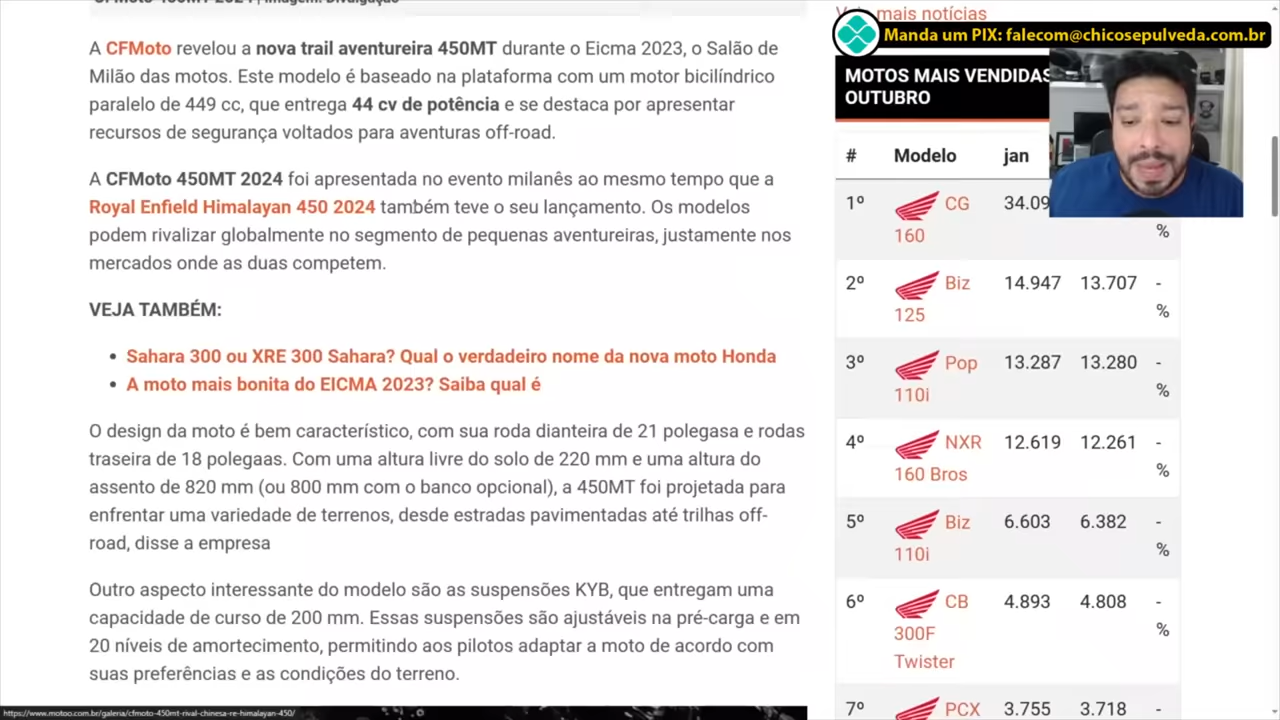 CFMoto 450MT 2024 | Imagem: Divulgação
A CFMoto revelou a nova trail aventureira 450MT durante o Eicma 2023, o Salão de
Milão das motos. Este modelo é baseado na plataforma com um motor bicilíndrico
paralelo de 449 cc, que entrega 44 cv de potência e se destaca por apresentar
recursos de segurança voltados para aventuras off-road.
A CFMoto 450MT 2024 foi apresentada no evento milanês ao mesmo tempo que a
Royal Enfield Himalayan 450 2024 também teve o seu lançamento. Os modelos
podem rivalizar globalmente no segmento de pequenas aventureiras, justamente nos
mercados onde as duas competem.
VEJA TAMBÉM:
• Sahara 300 ou XRE 300 Sahara? Qual o verdadeiro nome da nova moto Honda
• A moto mais bonita do EICMA 2023? Saiba qual é
O design da moto é bem característico, com sua roda dianteira de 21 polegasa e rodas
traseira de 18 polegaas. Com uma altura livre do solo de 220 mm e uma altura do
assento de 820 mm (ou 800 mm com o banco opcional), a 450MT foi projetada para
enfrentar uma variedade de terrenos, desde estradas pavimentadas até trilhas off-
road, disse a empresa
Outro aspecto interessante do modelo são as suspensões KYB, que entregam uma
capacidade de curso de 200 mm. Essas suspensões são ajustáveis na pré-carga e em
20 níveis de amortecimento, permitindo aos pilotos adaptar a moto de acordo com
suas preferências e as condições do terreno.
https://www.motoo.com.br/galeria/cfmoto-450mt-rival-chinesa-re-himalayan-450/
mais notícias
Manda um PIX: falecom@chicosepulveda.com.br
MOTOS MAIS VENDIDAS
OUTUBRO
# Modelo jan
1º CG 34.09
160 %
2º Biz 14.947 13.707 -
125 %
3º Pop 13.287 13.280 -
110i %
4º NXR 12.619 12.261 -
160 Bros %
5º Biz 6.603 6.382 -
110i %
6º CB 4.893 4.808 -
300F %
Twister
7º PCX 3.755 3.718 -